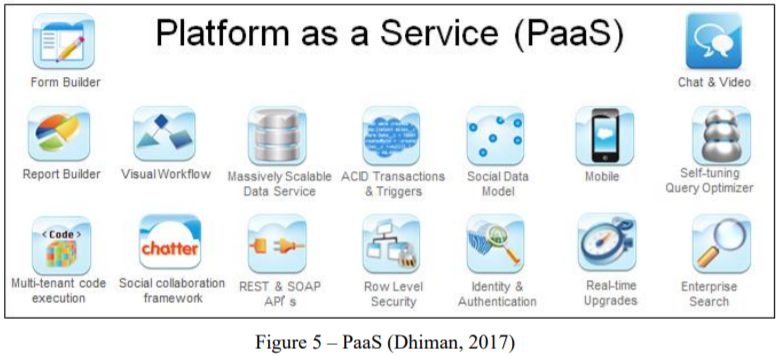 Platform as a Service (PaaS)
Form Builder
Chat & Video
Report Builder
Visual Workflow
Massively Scalable
Data Service
ACID Transactions
& Triggers
Social Data
Model
Mobile
Self-tuning
Query Optimizer
<Code>
Multi-tenant code
execution
chatter
Social collaboration
framework
REST & SOAP
API's
Row Level
Security
Identity &
Authentication
Real-time
Upgrades
Enterprise
Search
Figure 5 – PaaS (Dhiman, 2017)